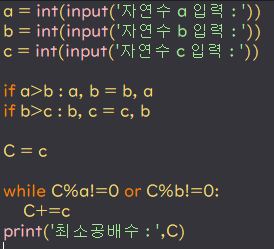 a = int(input('자연수 a 입력 : '))
b = int(input('자연수 b 입력 : '))
c = int(input('자연수 c 입력 : '))
if a>b : a, b = b, a
if b>c : b, c = c, b
C = c
while C%a!=0 or C%b!=0:
    C+=c
print('최소공배수 : ',C)